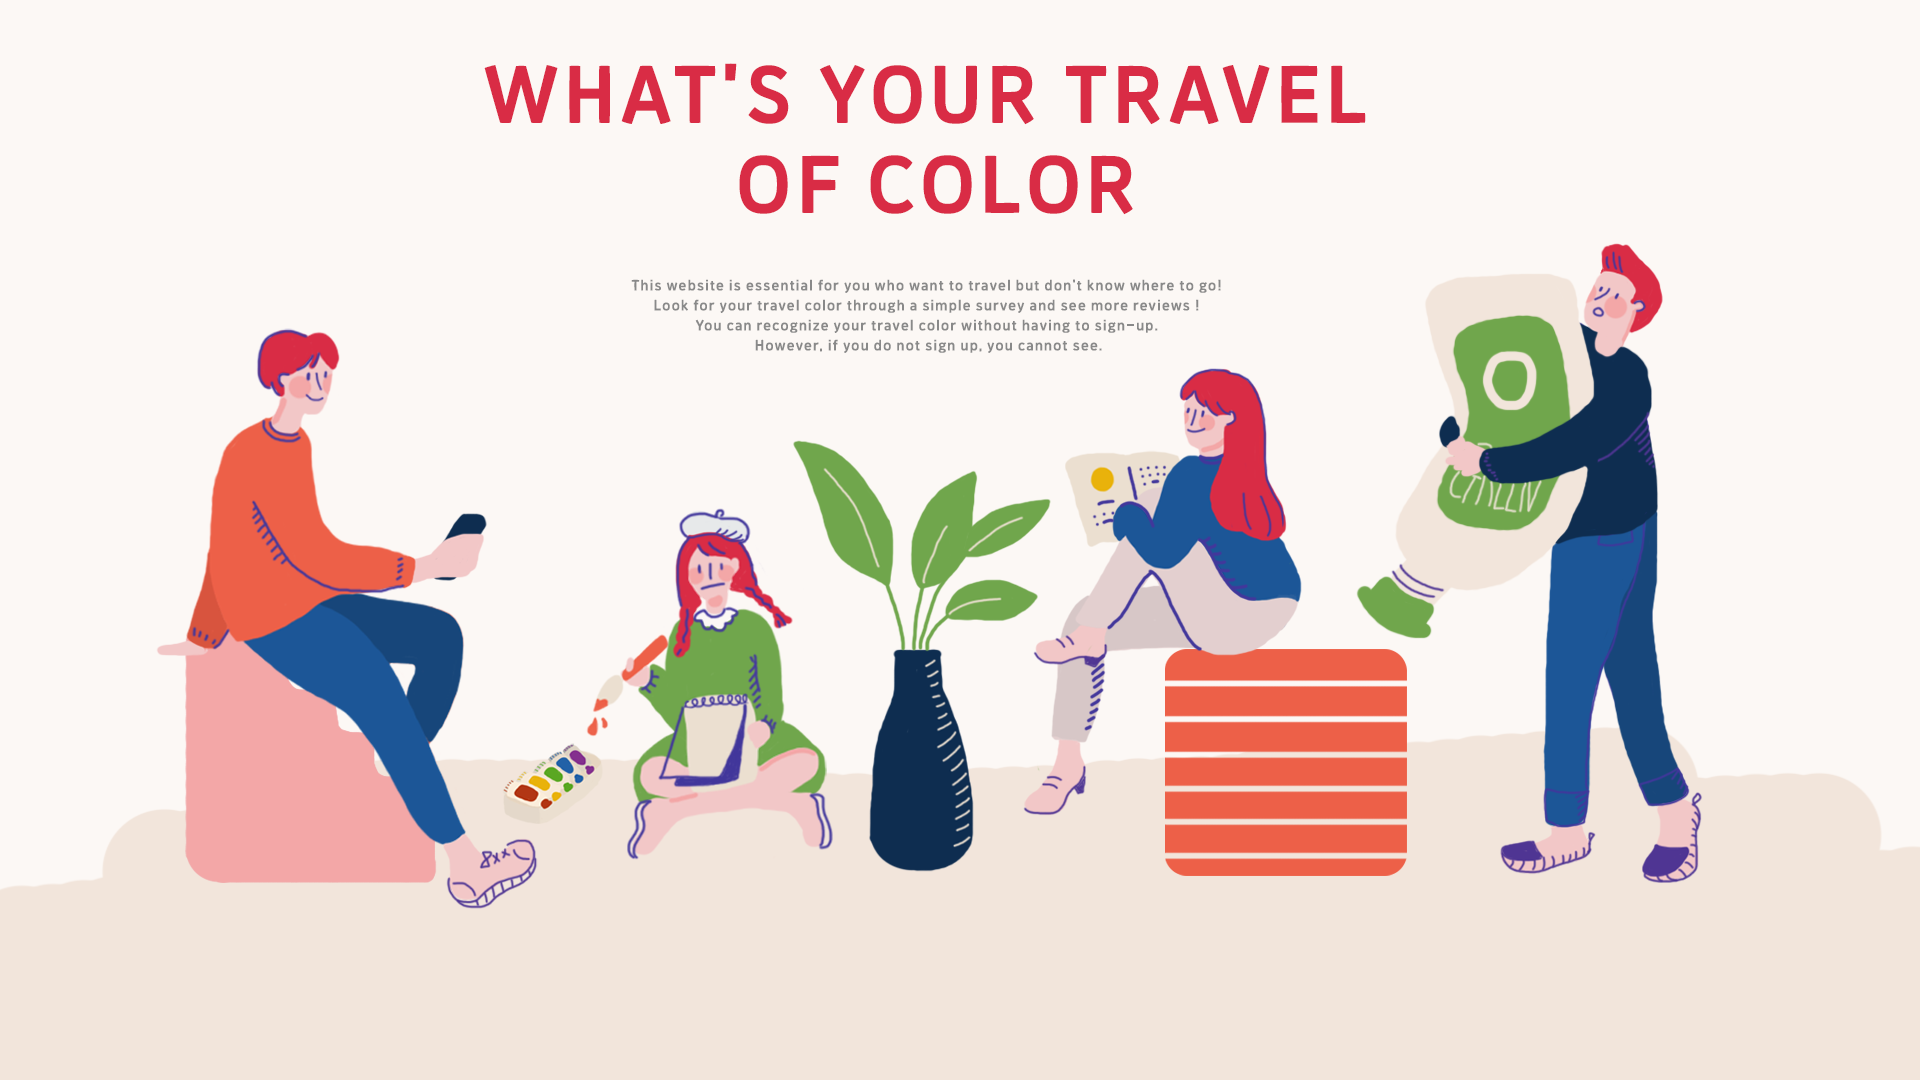 WHAT'S YOUR TRAVEL
OF COLOR
This website is essential for you who want to travel but don't know where to go!
Look for your travel color through a simple survey and see more reviews !
You can recognize your travel color without having to sign-up.
However, if you do not sign up, you cannot see.
O